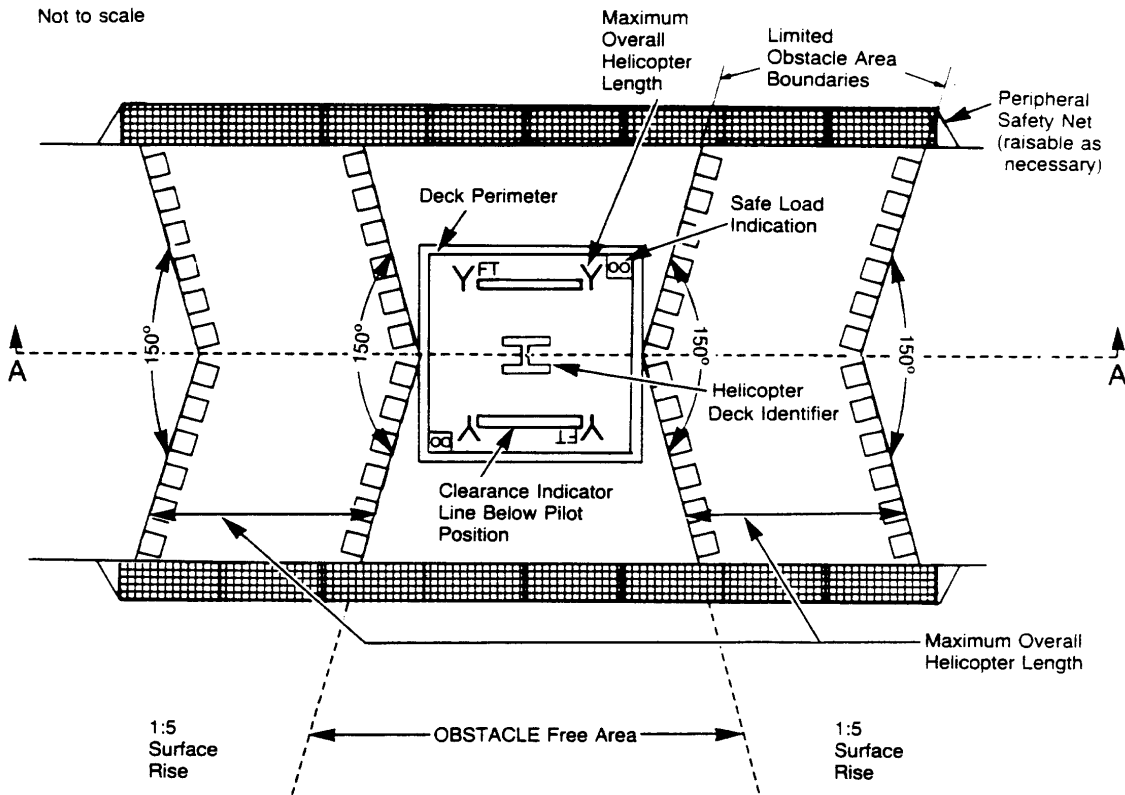 Not to scale
Maximum
Overall
Helicopter
Length
Limited
Obstacle Area
Boundaries
Peripheral
Safety Net
(raisable as
necessary)
Deck Perimeter
Safe Load
Indication
FT
150°
150°
150°
150°
A
A
H
Helicopter
Deck Identifier
FT
Clearance Indicator
Line Below Pilot
Position
Maximum Overall
Helicopter Length
1:5
Surface
Rise
OBSTACLE Free Area
1:5
Surface
Rise